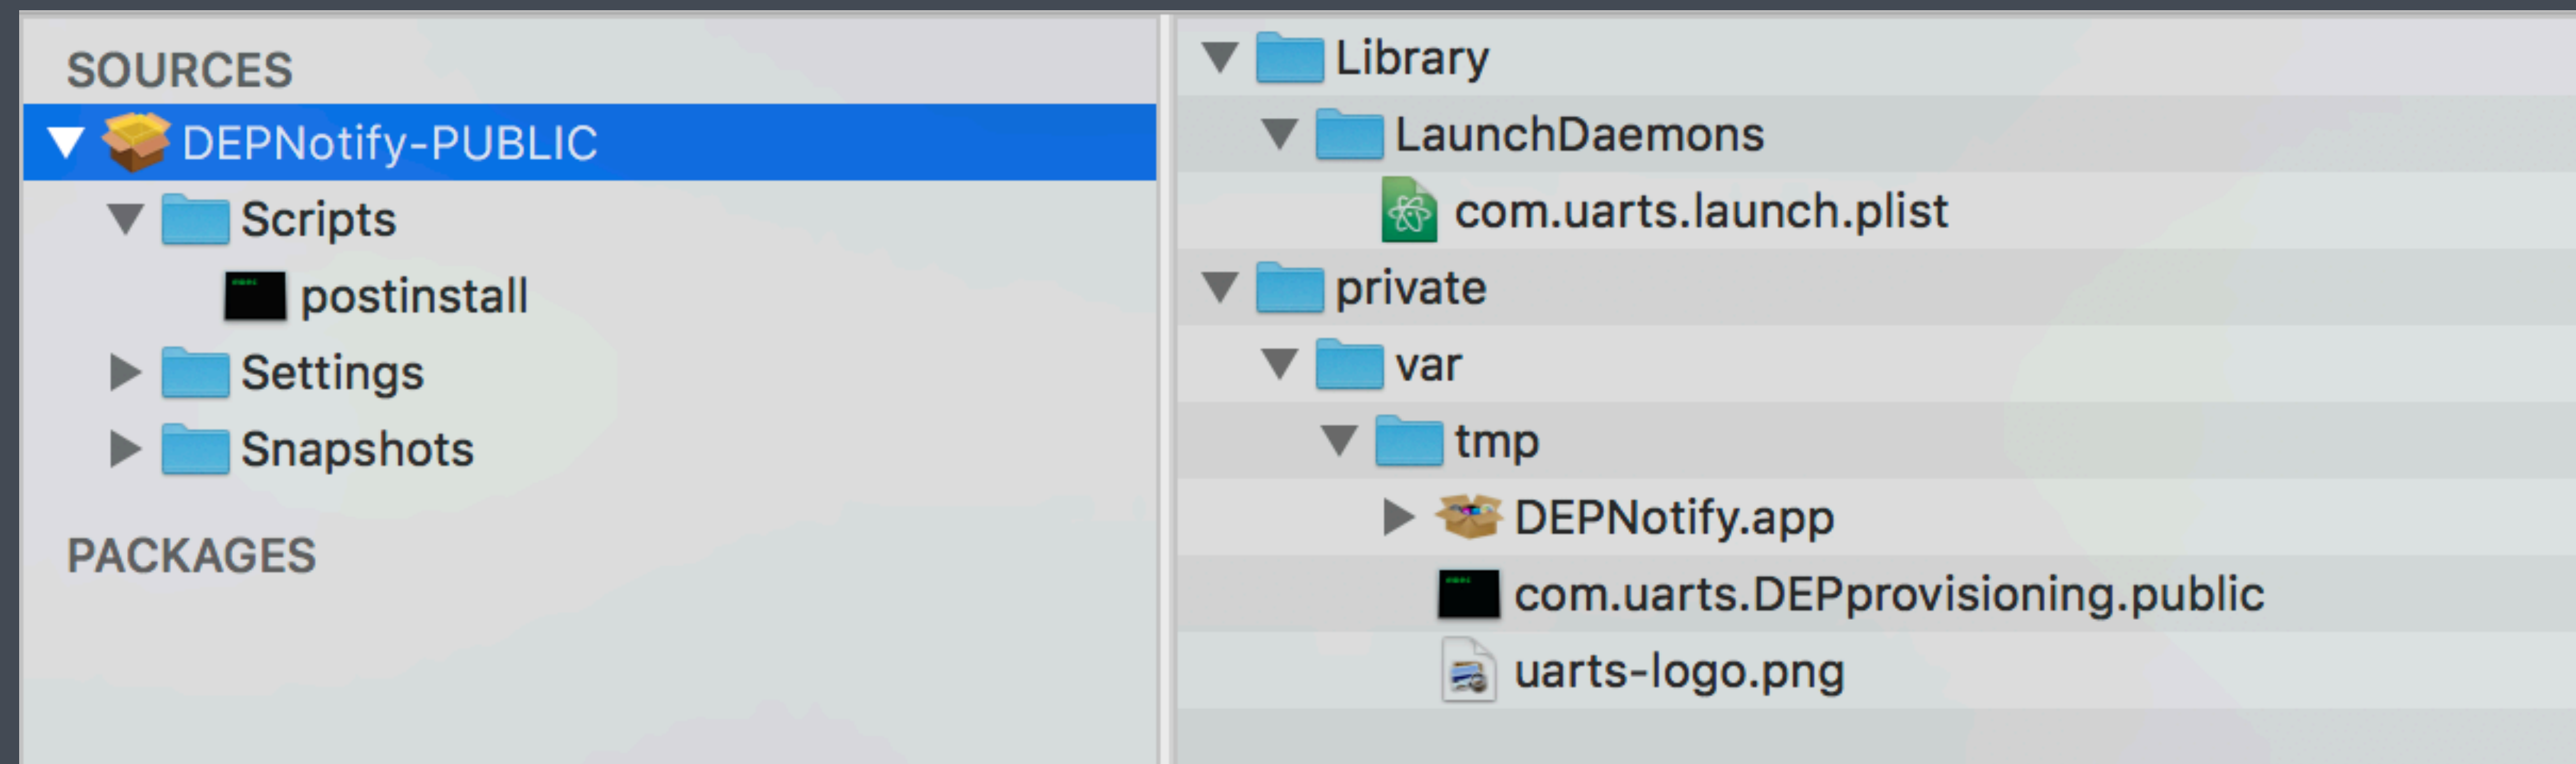 SOURCES
DEPNotify-PUBLIC
Scripts
postinstall
Settings
Snapshots
PACKAGES
Library
LaunchDaemons
com.uarts.launch.plist
private
var
tmp
DEPNotify.app
com.uarts.DEPprovisioning.public
uarts-logo.png